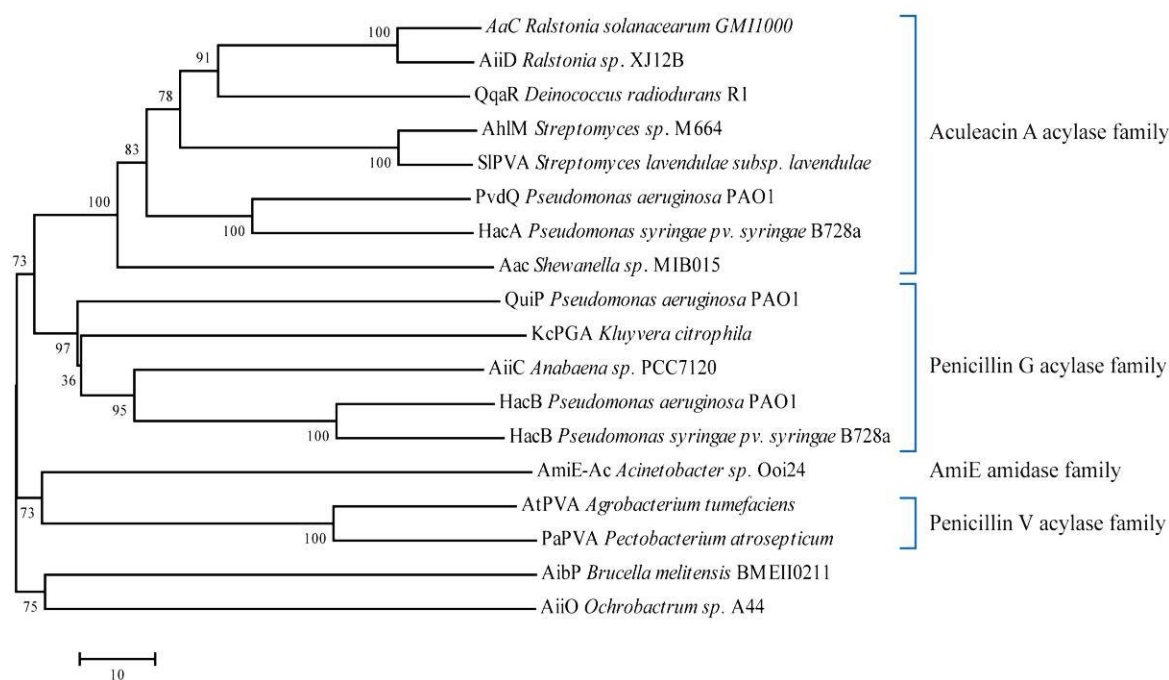 AaC Ralstonia solanacearum GMI1000
100
AiiD Ralstonia sp. XJ12B
91
QqaR Deinococcus radiodurans R1
78
AhlM Streptomyces sp. M664
Aculeacin A acylase family
83
100
SlPVA Streptomyces lavendulae subsp. lavendulae
PvdQ Pseudomonas aeruginosa PAO1
100
100
HacA Pseudomonas syringae pv. syringae B728a
73
Aac Shewanella sp. MIB015
QuiP Pseudomonas aeruginosa PAO1
KcPGA Kluyvera citrophila
97
Penicillin G acylase family
36
AiiC Anabaena sp. PCC7120
95
HacB Pseudomonas aeruginosa PAO1
100
HacB Pseudomonas syringae pv. syringae B728a
AmiE-Ac Acinetobacter sp. Ooi24
AmiE amidase family
73
AtPVA Agrobacterium tumefaciens
Penicillin V acylase family
100
PaPVA Pectobacterium atrosepticum
AibP Brucella melitensis BMEII0211
75
AiiO Ochrobactrum sp. A44
10